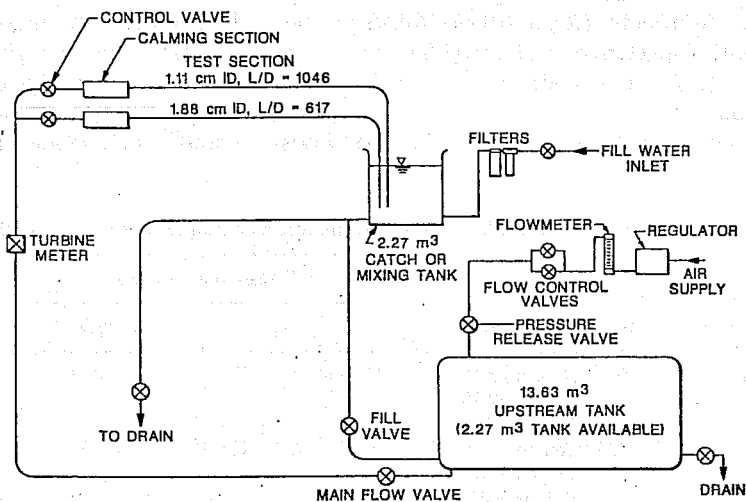 CONTROL VALVE
CALMING SECTION
TEST SECTION
1.11 cm ID, L/D = 1046
1.88 cm ID, L/D = 617
FILTERS
FILL WATER
INLET
TURBINE
METER
2.27 m³
CATCH OR
MIXING TANK
FLOWMETER
REGULATOR
AIR
SUPPLY
FLOW CONTROL
VALVES
PRESSURE
RELEASE VALVE
13.63 m³
UPSTREAM TANK
(2.27 m³ TANK AVAILABLE)
TO DRAIN
FILL
VALVE
MAIN FLOW VALVE
DRAIN